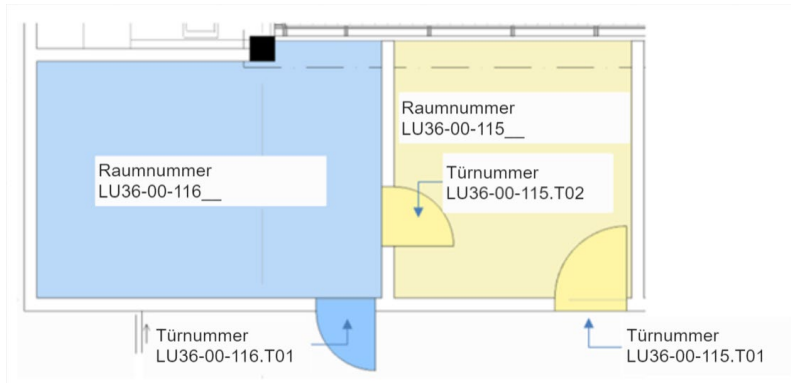 Raumnummer
LU36-00-115__
Raumnummer
LU36-00-116__
Türnummer
LU36-00-115.T02
Türnummer
LU36-00-116.T01
Türnummer
LU36-00-115.T01